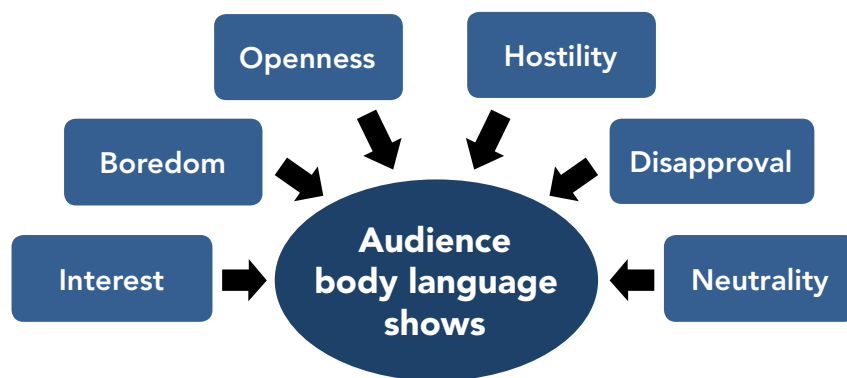 Openness
Hostility
Boredom
Disapproval
Interest
Audience
body language
shows
Neutrality